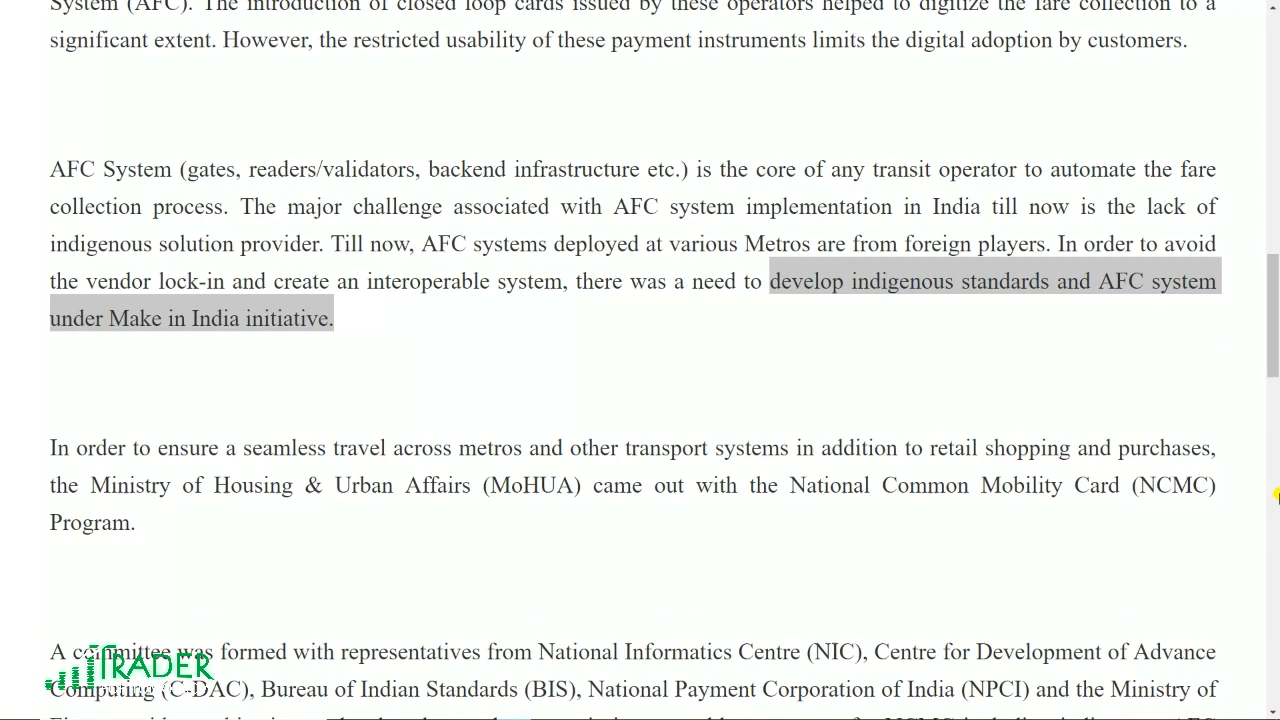 System (AFC). The introduction of closed loop cards issued by these operators helped to digitize the fare collection to a
significant extent. However, the restricted usability of these payment instruments limits the digital adoption by customers.
AFC System (gates, readers/validators, backend infrastructure etc.) is the core of any transit operator to automate the fare
collection process. The major challenge associated with AFC system implementation in India till now is the lack of
indigenous solution provider. Till now, AFC systems deployed at various Metros are from foreign players. In order to avoid
the vendor lock-in and create an interoperable system, there was a need to develop indigenous standards and AFC system
under Make in India initiative.
In order to ensure a seamless travel across metros and other transport systems in addition to retail shopping and purchases,
the Ministry of Housing & Urban Affairs (MoHUA) came out with the National Common Mobility Card (NCMC)
Program.
A committee was formed with representatives from National Informatics Centre (NIC), Centre for Development of Advance
Computing (C-DAC), Bureau of Indian Standards (BIS), National Payment Corporation of India (NPCI) and the Ministry of
TRADER